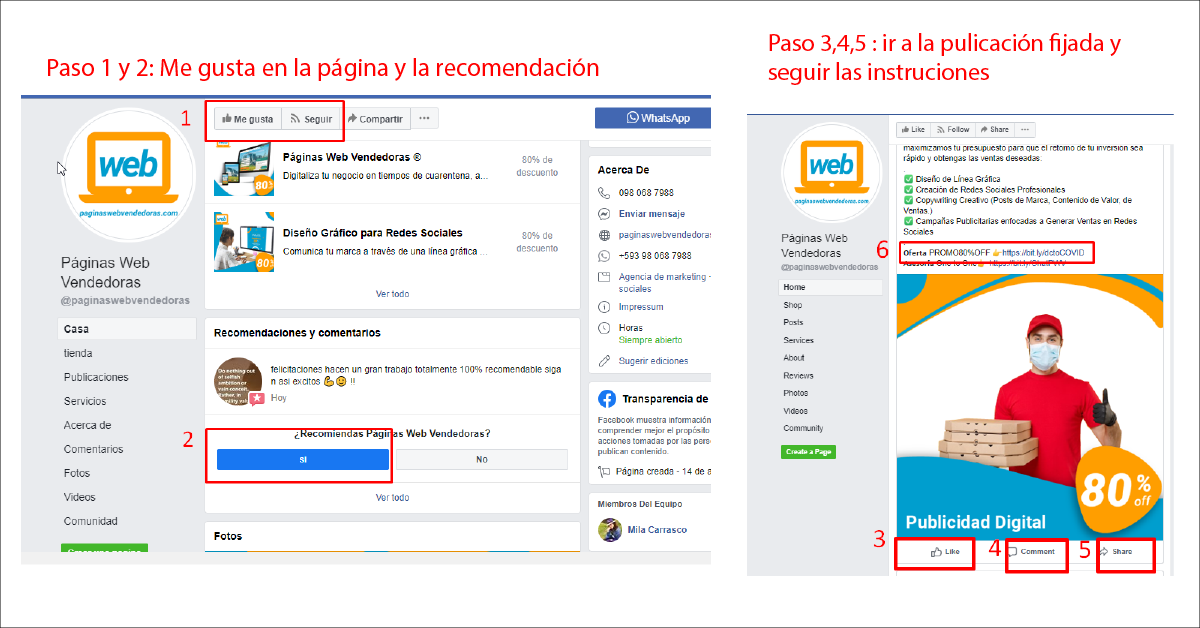 Paso 1 y 2: Me gusta en la página y la recomendación
1
Me gusta
Seguir
Compartir
WhatsApp
web
paginaswebvendedoras.com
Páginas Web
Vendedoras
@paginaswebvendedoras
Casa
tienda
Publicaciones
Servicios
Acerca de
Comentarios
Fotos
Videos
Comunidad
Páginas Web Vendedoras ®
Digitaliza tu negocio en tiempos de cuarentena, a...
80% de
descuento
80%
Diseño Gráfico para Redes Sociales
Comunica tu marca a través de una línea gráfica ...
80% de
descuento
80%
Ver todo
Recomendaciones y comentarios
felicitaciones hacen un gran trabajo totalmente 100% recomendable siga
n asi excitos 💪😊 !!
Hoy
2
¿Recomiendas Páginas Web Vendedoras?
si
No
Ver todo
Fotos
Acerca De
098 068 7988
Enviar mensaje
paginaswebvendedoras
+593 98 068 7988
Agencia de marketing ·
solcito...
Impressum
Horas
Siempre abierto
Sugerir ediciones
Transparencia de
Facebook muestra información
comprender mejor el propósito
acciones tomadas por las perso
publican contenido.
Página creada - 14 de a
Miembros Del Equipo
Mila Carrasco
Paso 3,4,5 : ir a la pulicación fijada y
seguir las instruciones
web
paginaswebvendedoras.com
Páginas Web
Vendedoras
@paginaswebvendedoras
Home
Shop
Posts
Services
About
Reviews
Photos
Videos
Community
Create a Page
Like
Follow
Share
...
maximizamos tu presupuesto para que el retorno de tu inversión sea
rápido y obtengas las ventas deseadas.
✅ Diseño de Línea Gráfica
✅ Creación de Redes Sociales Profesionales
✅ Copywriting Creativo (Posts de Marca, Contenido de Valor, de
Ventas.)
✅ Campañas Publicitarias enfocadas a Generar Ventas en Redes
Sociales
6
Oferta PROMO80%OFF 👉https://bit.ly/dctoCOVID
80%
off
Publicidad Digital
3
Like
4
Comment
5
Share